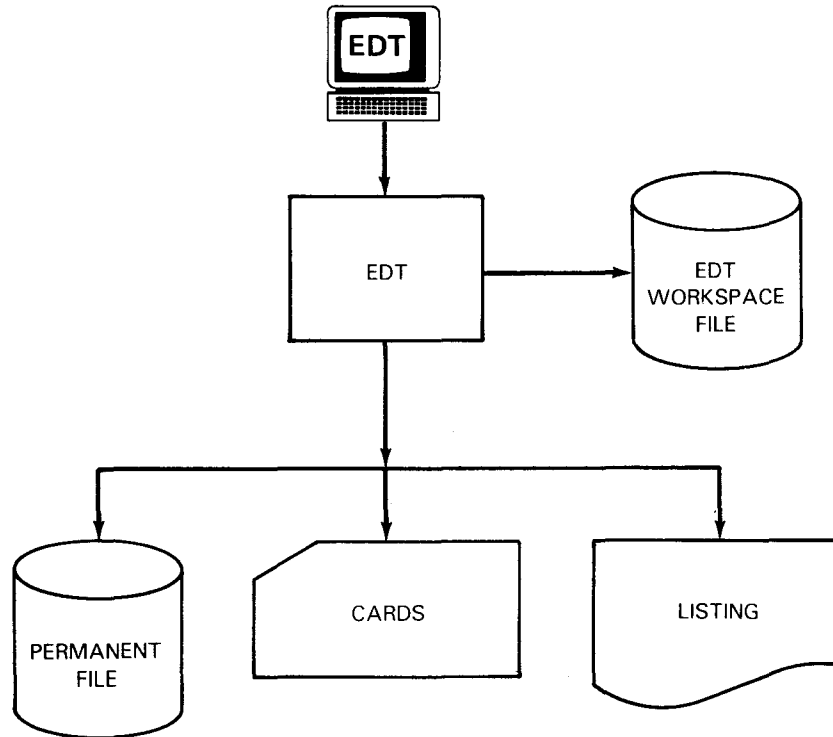 EDT
EDT
EDT
WORKSPACE
FILE
PERMANENT
FILE
CARDS
LISTING